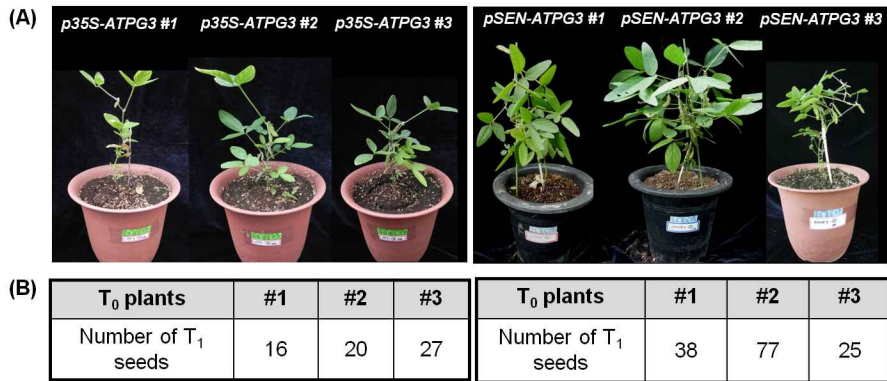 (A)
p35S-ATPG3 #1 p35S-ATPG3 #2 p35S-ATPG3 #3
pSEN-ATPG3 #1 pSEN-ATPG3 #2 pSEN-ATPG3 #3
(B)
T0 plants #1 #2 #3
Number of T1 seeds 16 20 27
T0 plants #1 #2 #3
Number of T1 seeds 38 77 25